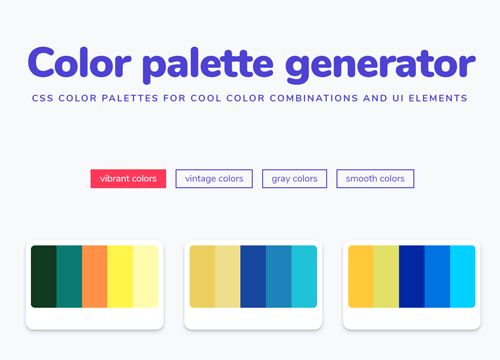 Color palette generator
CSS COLOR PALETTES FOR COOL COLOR COMBINATIONS AND UI ELEMENTS
vibrant colors vintage colors gray colors smooth colors